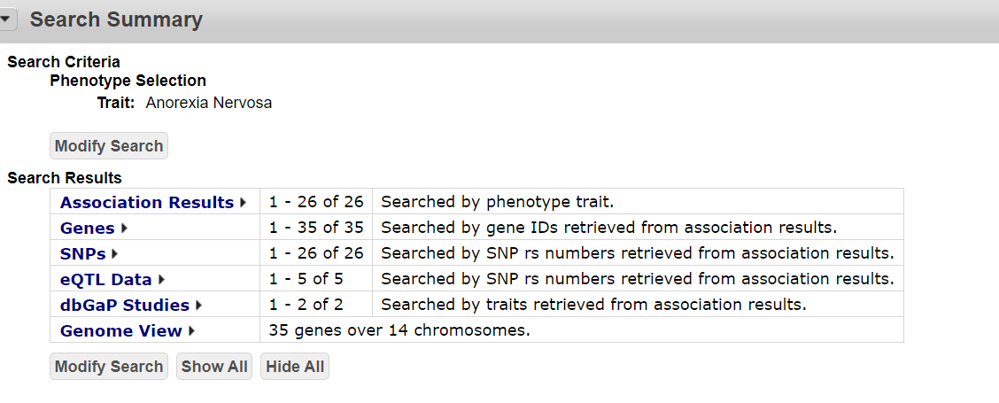 Search Summary
Search Criteria
Phenotype Selection
Trait: Anorexia Nervosa
Modify Search
Search Results
Association Results 1 - 26 of 26 Searched by phenotype trait.
Genes 1 - 35 of 35 Searched by gene IDs retrieved from association results.
SNPs 1 - 26 of 26 Searched by SNP rs numbers retrieved from association results.
eQTL Data 1 - 5 of 5 Searched by SNP rs numbers retrieved from association results.
dbGaP Studies 1 - 2 of 2 Searched by traits retrieved from association results.
Genome View 35 genes over 14 chromosomes.
Modify Search Show All Hide All